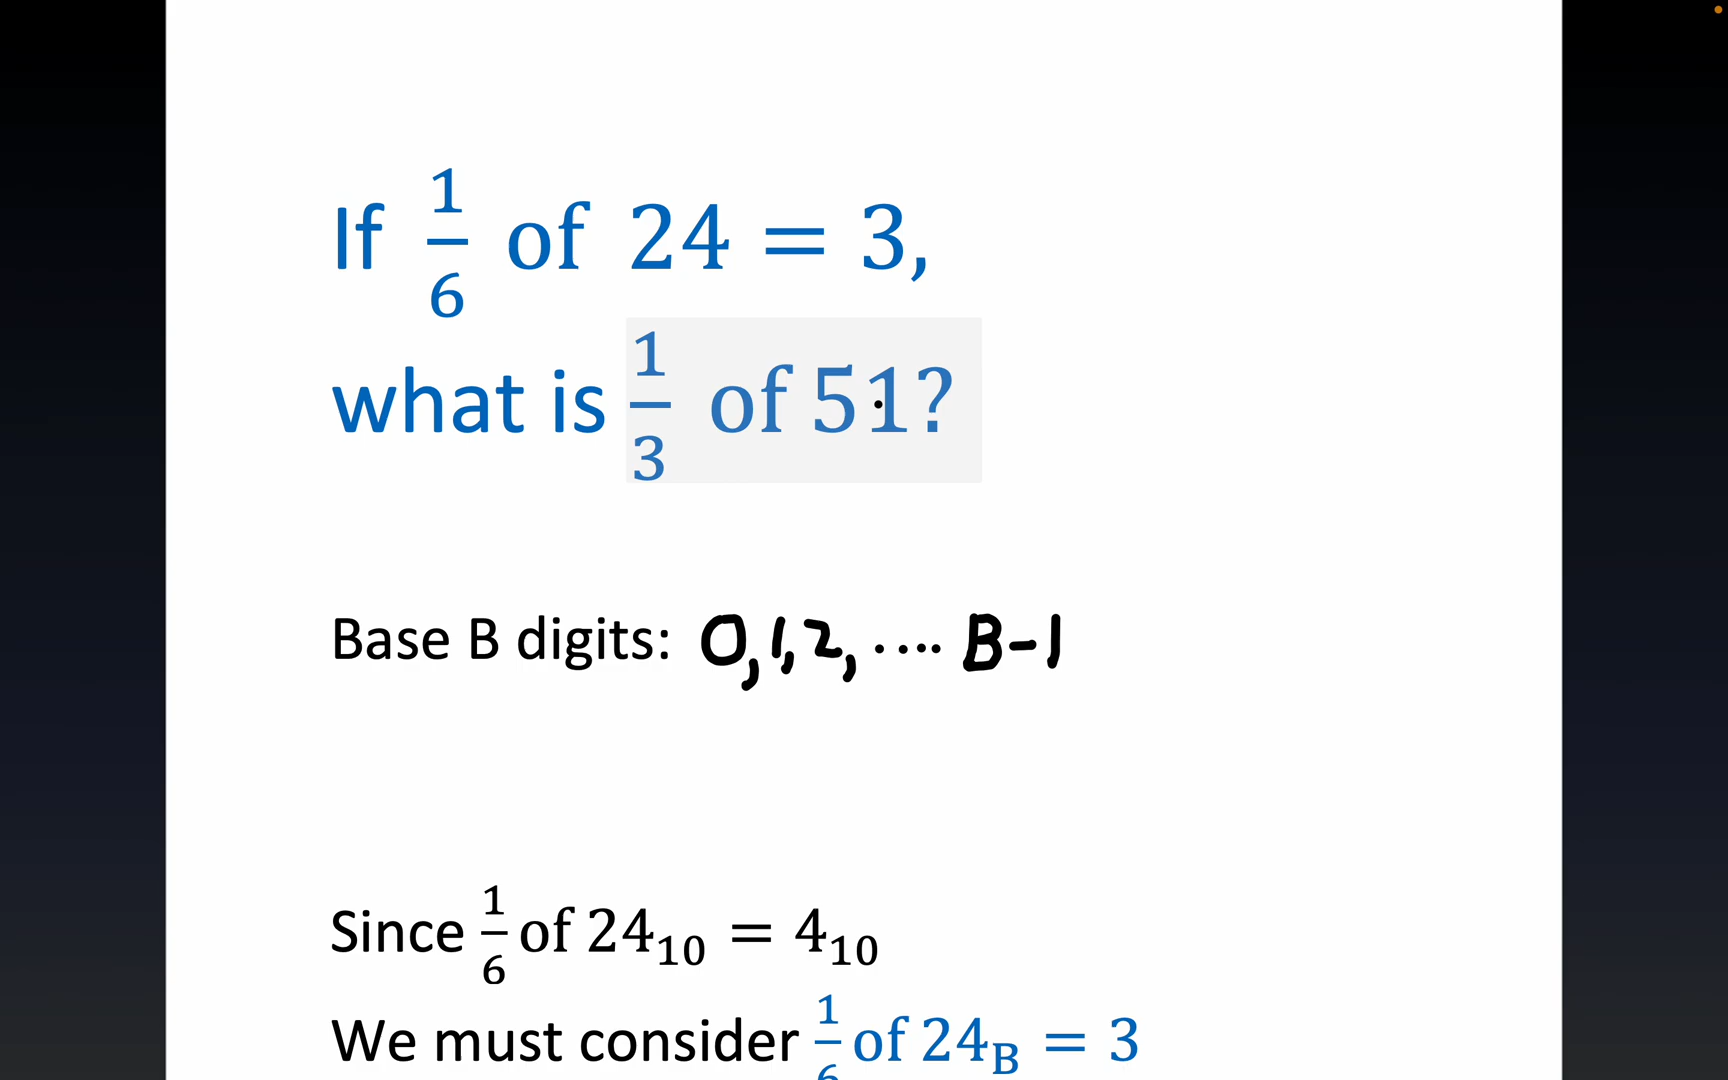 If 1/6 of 24 = 3,
what is 1/3 of 51?
Base B digits: 0,1,2,.... B-1
Since 1/6 of 24₁₀ = 4₁₀
We must consider 1/6 of 24_B = 3